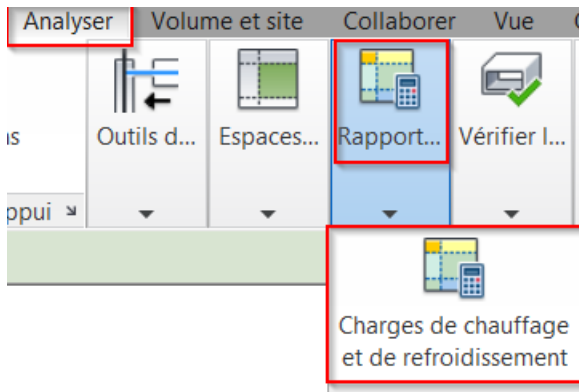 Analyser Volume et site Collaborer Vue
Outils d... Espaces... Rapport... Vérifier l...
ppui
Charges de chauffage
et de refroidissement